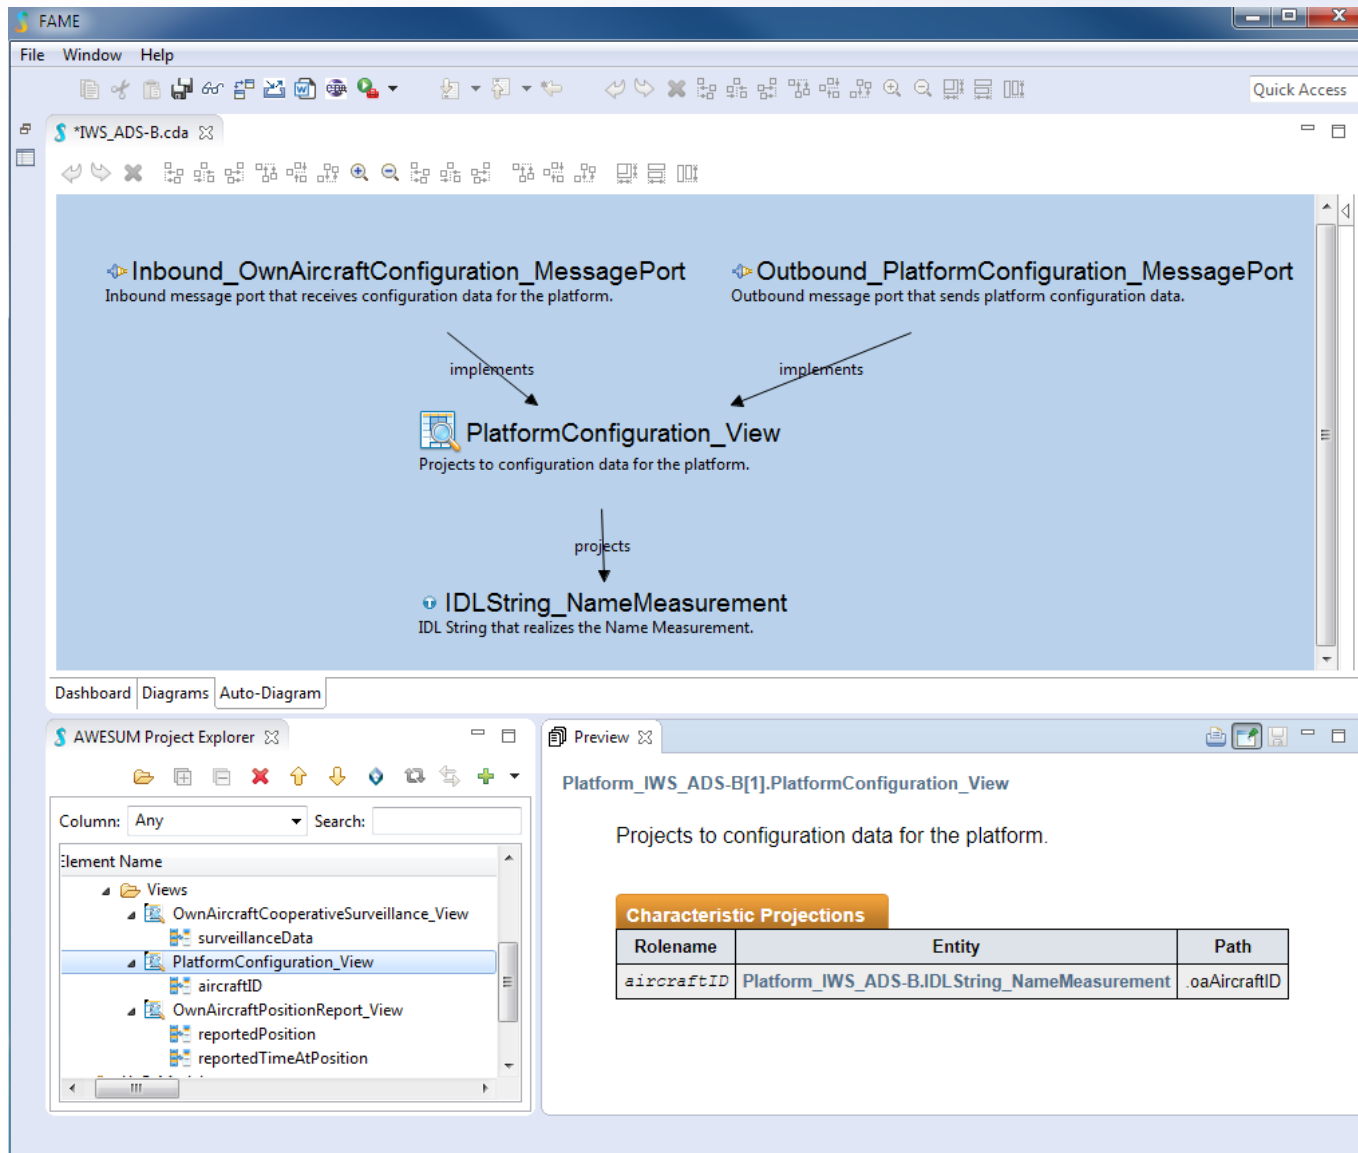 FAME
File Window Help
Quick Access
*IWS_ADS-B.cda
Inbound_OwnAircraftConfiguration_MessagePort
Inbound message port that receives configuration data for the platform.
Outbound_PlatformConfiguration_MessagePort
Outbound message port that sends platform configuration data.
implements
implements
PlatformConfiguration_View
Projects to configuration data for the platform.
projects
IDLString_NameMeasurement
IDL String that realizes the Name Measurement.
Dashboard Diagrams Auto-Diagram
AWESUM Project Explorer
Column: Any Search:
Element Name
Views
OwnAircraftCooperativeSurveillance_View
surveillanceData
PlatformConfiguration_View
aircraftID
OwnAircraftPositionReport_View
reportedPosition
reportedTimeAtPosition
Preview
Platform_IWS_ADS-B[1].PlatformConfiguration_View
Projects to configuration data for the platform.
Characteristic Projections
Rolename Entity Path
aircraftID Platform_IWS_ADS-B.IDLString_NameMeasurement .oaAircraftID